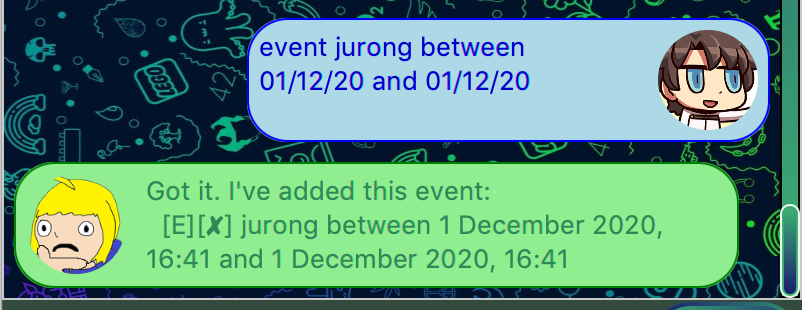 event jurong between
01/12/20 and 01/12/20
Got it. I've added this event:
[E][✘] jurong between 1 December 2020,
16:41 and 1 December 2020, 16:41